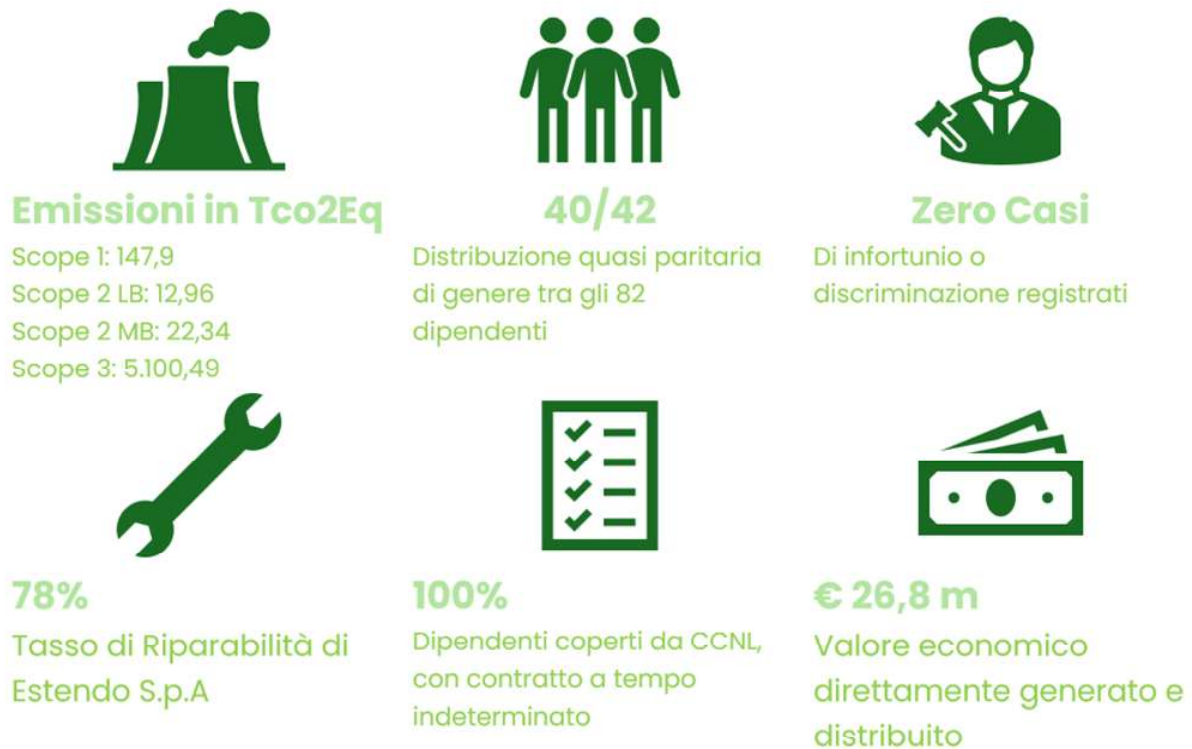 Emissioni in Tco2Eq
Scope 1: 147,9
Scope 2 LB: 12,96
Scope 2 MB: 22,34
Scope 3: 5.100,49
40/42
Distribuzione quasi paritaria
di genere tra gli 82
dipendenti
Zero Casi
Di infortunio o
discriminazione registrati
78%
Tasso di Riparabilità di
Estendo S.p.A
100%
Dipendenti coperti da CCNL,
con contratto a tempo
indeterminato
€ 26,8 m
Valore economico
direttamente generato e
distribuito